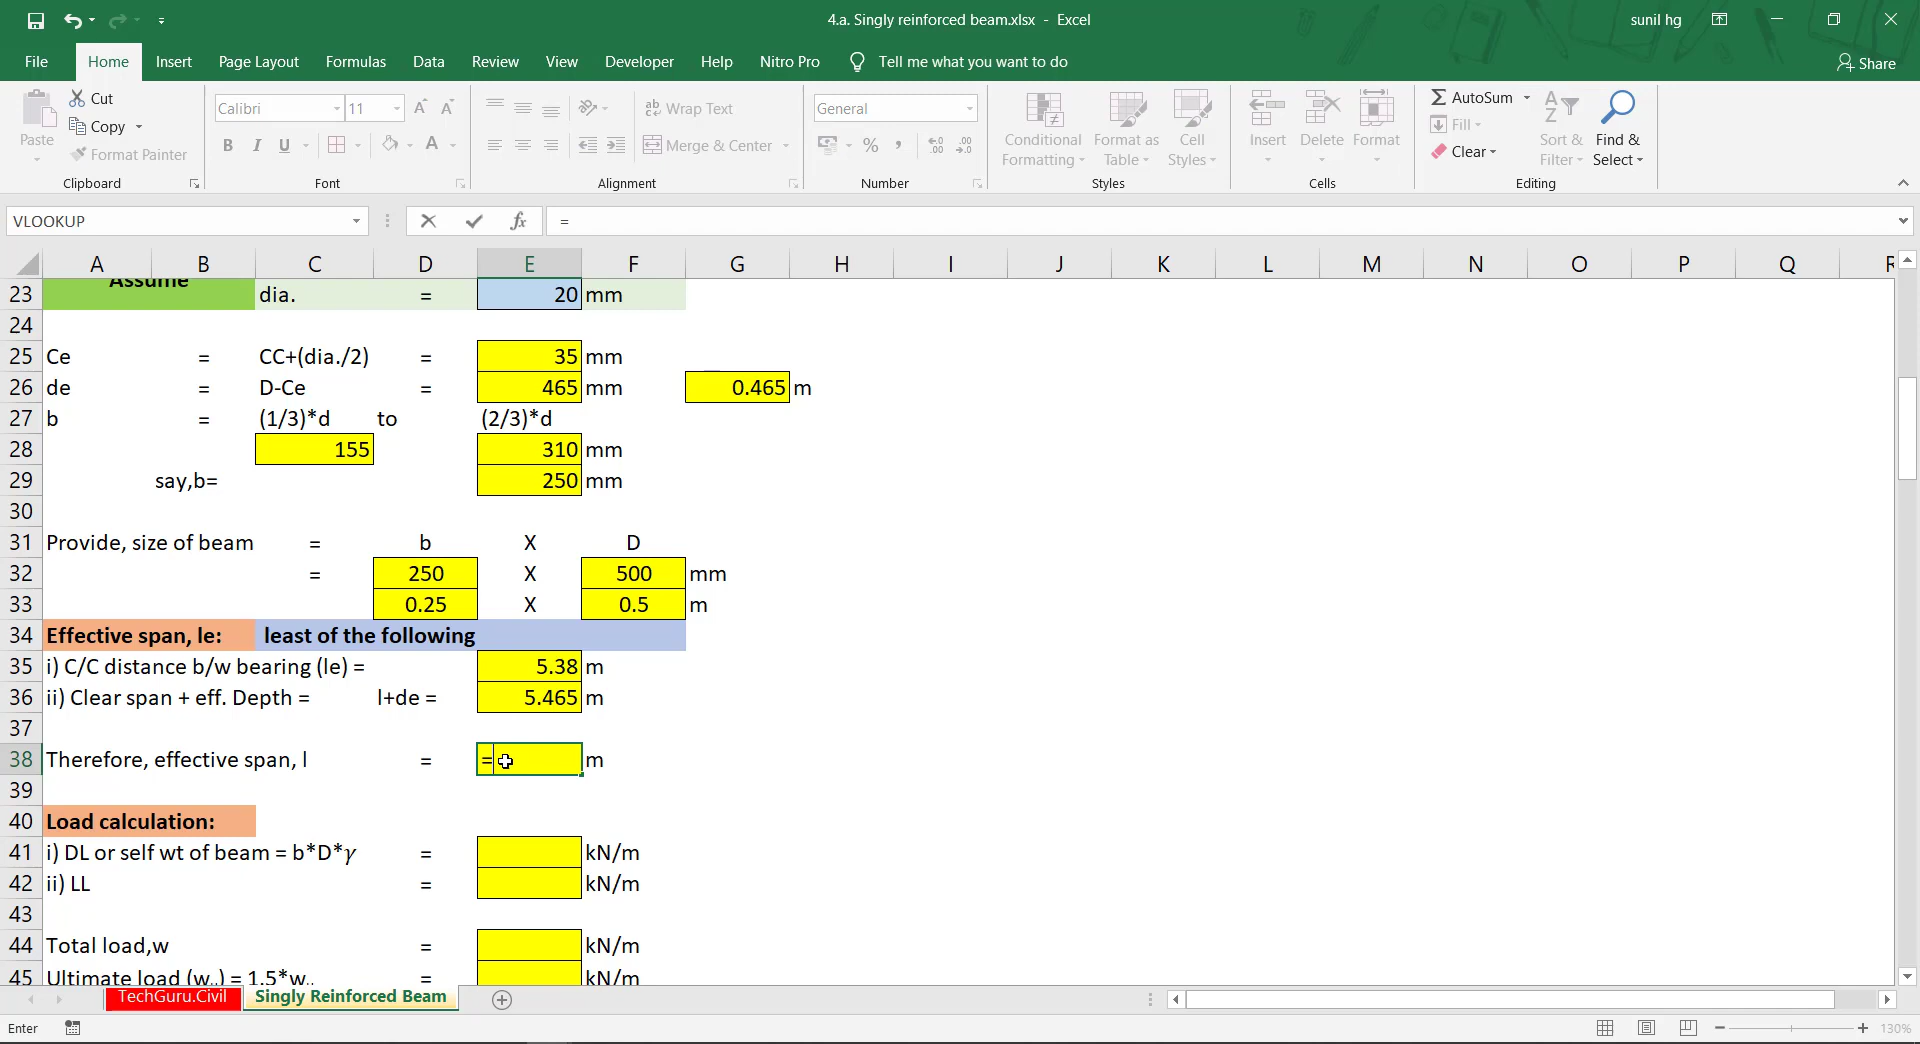 4.a. Singly reinforced beam.xlsx - Excel
sunil hg
File Home Insert Page Layout Formulas Data Review View Developer Help Nitro Pro Tell me what you want to do
Share
Paste
Cut
Copy
Format Painter
Clipboard
Calibri 11
B I U
Font
Wrap Text
Merge & Center
Alignment
General
Number
Conditional Formatting
Format as Table
Cell Styles
Styles
Insert Delete Format
Cells
AutoSum
Fill
Clear
Sort & Filter
Find & Select
Editing
VLOOKUP fx =
A B C D E F G H I J K L M N O P Q R
Assume
23 dia. = 20 mm
24
25 Ce = CC+(dia./2) = 35 mm
26 de = D-Ce = 465 mm 0.465 m
27 b = (1/3)*d to (2/3)*d
28 155 310 mm
29 say,b= 250 mm
30
31 Provide, size of beam = b X D
32 = 250 X 500 mm
33 0.25 X 0.5 m
34 Effective span, le: least of the following
35 i) C/C distance b/w bearing (le) = 5.38 m
36 ii) Clear span + eff. Depth = l+de = 5.465 m
37
38 Therefore, effective span, l = = m
39
40 Load calculation:
41 i) DL or self wt of beam = b*D*γ = kN/m
42 ii) LL = kN/m
43
44 Total load,w = kN/m
45 Ultimate load (wᵤ) = 1.5*w.. = kN/m
TechGuru.Civil Singly Reinforced Beam
Enter
130%